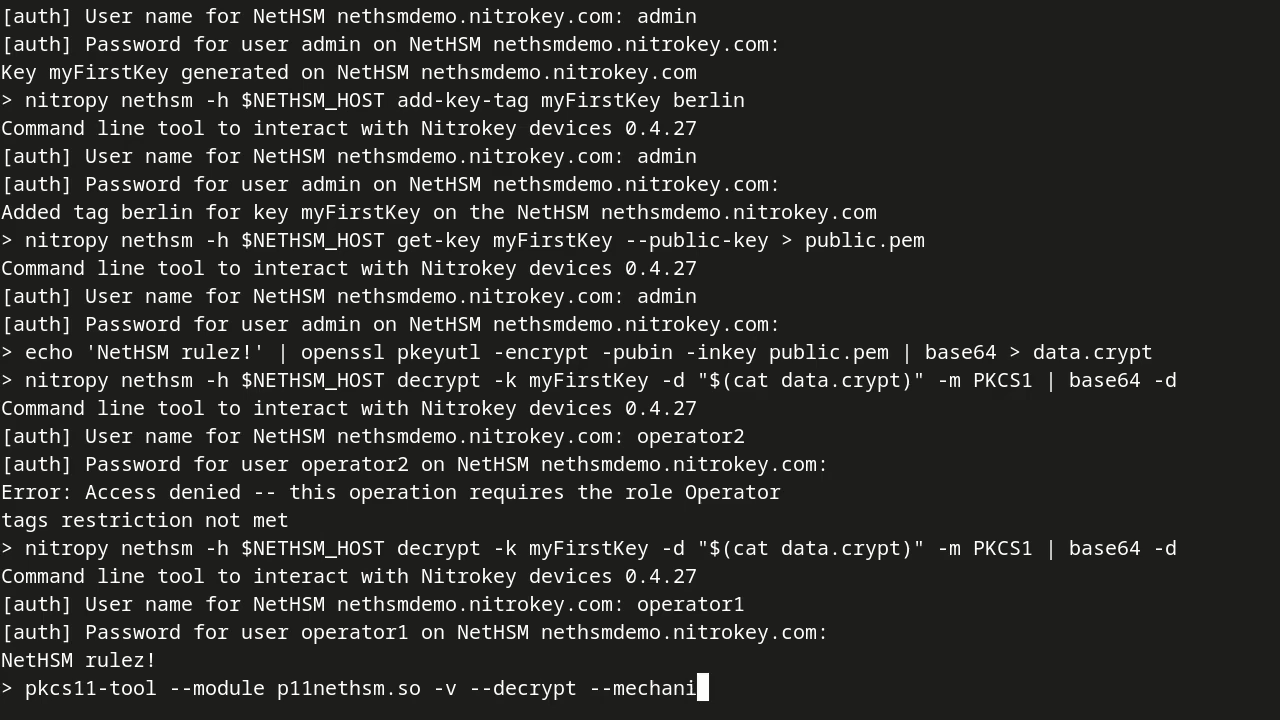 [auth] User name for NetHSM nethsmdemo.nitrokey.com: admin
[auth] Password for user admin on NetHSM nethsmdemo.nitrokey.com:
Key myFirstKey generated on NetHSM nethsmdemo.nitrokey.com
> nitropy nethsm -h $NETHSM_HOST add-key-tag myFirstKey berlin
Command line tool to interact with Nitrokey devices 0.4.27
[auth] User name for NetHSM nethsmdemo.nitrokey.com: admin
[auth] Password for user admin on NetHSM nethsmdemo.nitrokey.com:
Added tag berlin for key myFirstKey on the NetHSM nethsmdemo.nitrokey.com
> nitropy nethsm -h $NETHSM_HOST get-key myFirstKey --public-key > public.pem
Command line tool to interact with Nitrokey devices 0.4.27
[auth] User name for NetHSM nethsmdemo.nitrokey.com: admin
[auth] Password for user admin on NetHSM nethsmdemo.nitrokey.com:
> echo 'NetHSM rulez!' | openssl pkeyutl -encrypt -pubin -inkey public.pem | base64 > data.crypt
> nitropy nethsm -h $NETHSM_HOST decrypt -k myFirstKey -d "$(cat data.crypt)" -m PKCS1 | base64 -d
Command line tool to interact with Nitrokey devices 0.4.27
[auth] User name for NetHSM nethsmdemo.nitrokey.com: operator2
[auth] Password for user operator2 on NetHSM nethsmdemo.nitrokey.com:
Error: Access denied -- this operation requires the role Operator
tags restriction not met
> nitropy nethsm -h $NETHSM_HOST decrypt -k myFirstKey -d "$(cat data.crypt)" -m PKCS1 | base64 -d
Command line tool to interact with Nitrokey devices 0.4.27
[auth] User name for NetHSM nethsmdemo.nitrokey.com: operator1
[auth] Password for user operator1 on NetHSM nethsmdemo.nitrokey.com:
NetHSM rulez!
> pkcs11-tool --module p11nethsm.so -v --decrypt --mechani